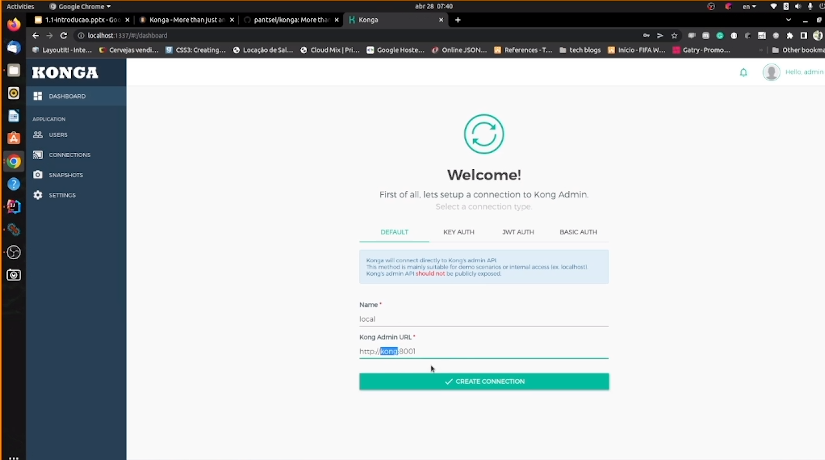 Activities
Google Chrome
abr 28 07:40
en
1.1-introducao.pptx - Goo
Konga - More than just an
pantsel/konga: More than
Konga
localhost:1337/#!/dashboard
Layoutit! - Inte...
Cervejas vendi...
CSS3: Creating...
Locação de Sal...
Cloud Mix | Pri...
Google Hoste...
Online JSON...
References - T...
tech blogs
Início - FIFA W...
Gatry - Promo...
Other bookma
KONGA
Hello, admin
DASHBOARD
APPLICATION
USERS
CONNECTIONS
SNAPSHOTS
SETTINGS
Welcome!
First of all, lets setup a connection to Kong Admin.
Select a connection type.
DEFAULT
KEY AUTH
JWT AUTH
BASIC AUTH
Konga will connect directly to Kong's admin API.
This method is mainly suitable for demo scenarios or internal access (ex. localhost).
Kong's admin API should not be publicly exposed.
Name *
local
Kong Admin URL *
http://kong:8001
CREATE CONNECTION